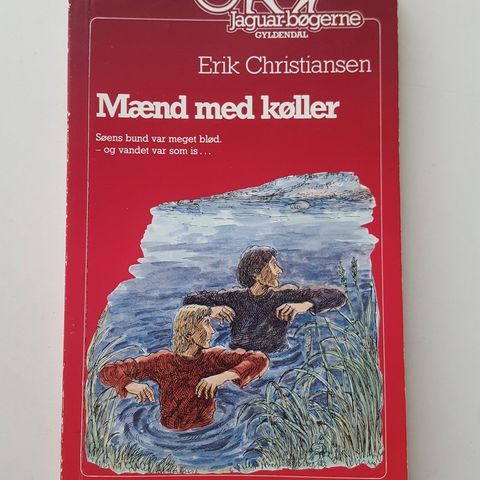 Jaguar-bøgerne
GYLDENDAL
Erik Christiansen
Mænd med køller
Søens bund var meget blød.
– og vandet var som is...